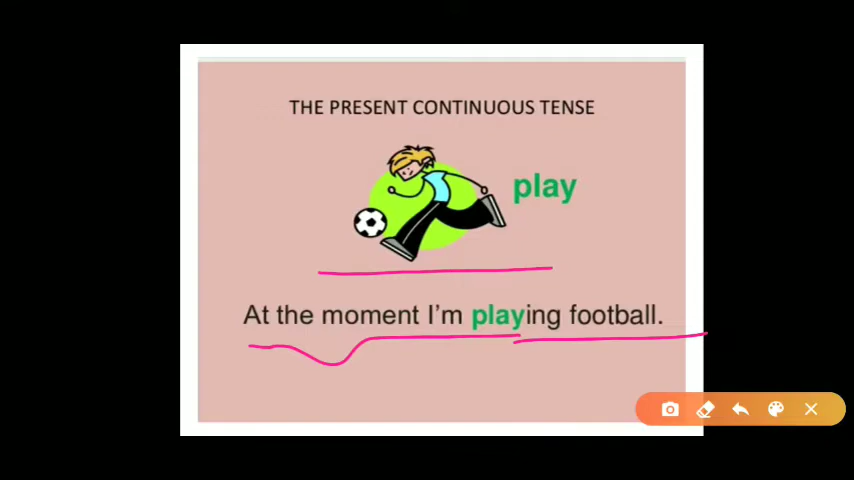 THE PRESENT CONTINUOUS TENSE
play
At the moment I'm playing football.